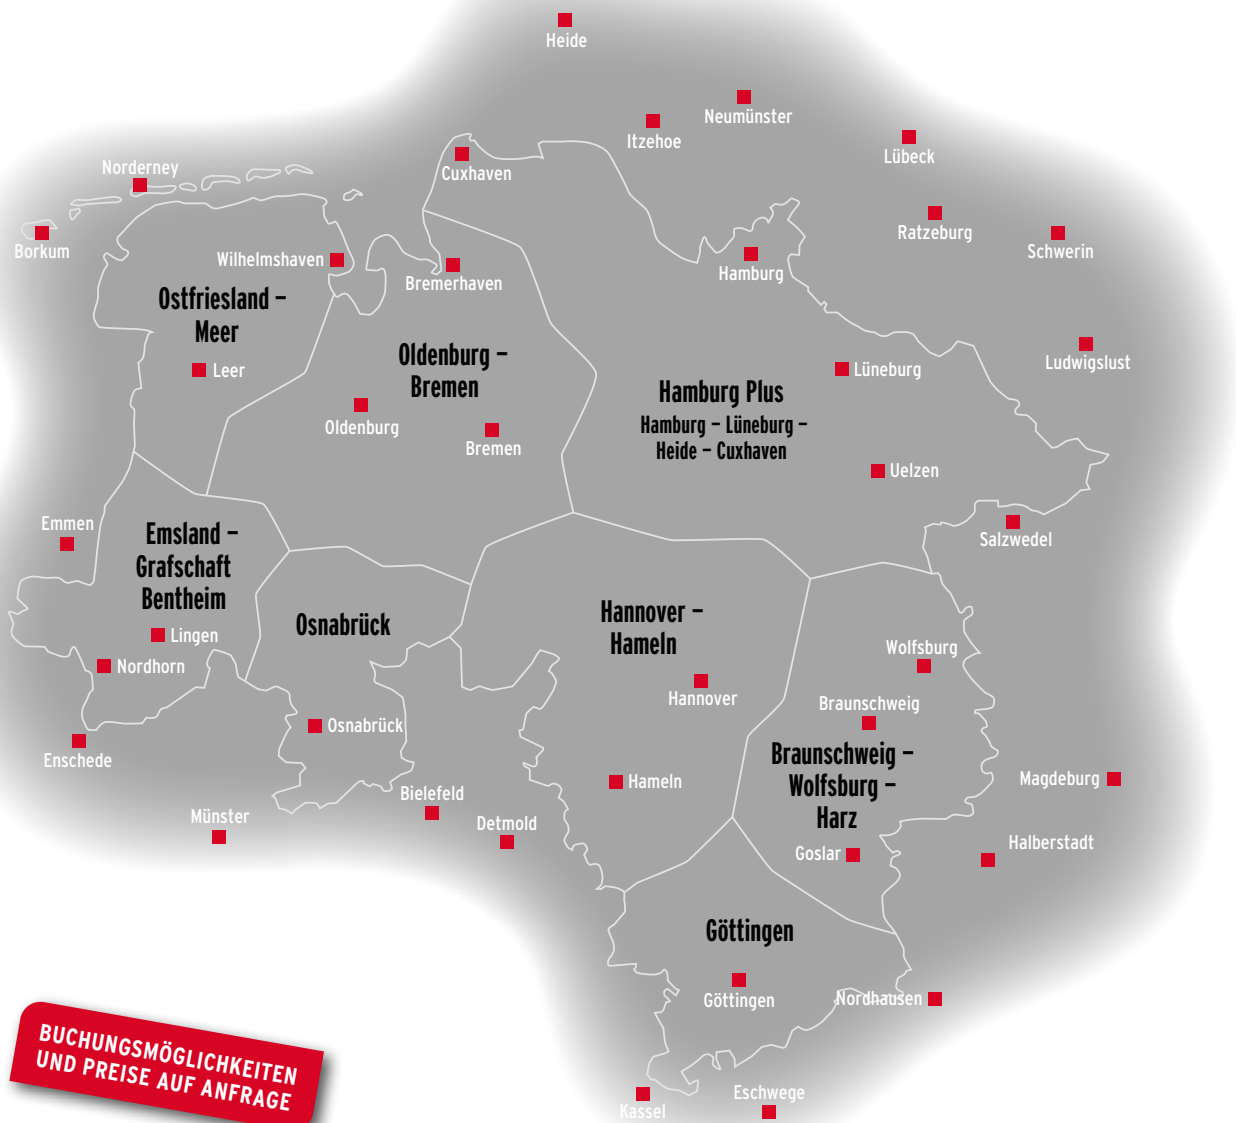 Heide
Neumünster
Itzehoe
Lübeck
Norderney
Cuxhaven
Ratzeburg
Schwerin
Borkum
Wilhelmshaven
Bremerhaven
Hamburg
Ostfriesland –
Meer
Leer
Oldenburg –
Bremen
Oldenburg
Bremen
Hamburg Plus
Hamburg – Lüneburg –
Heide – Cuxhaven
Lüneburg
Ludwigslust
Uelzen
Salzwedel
Emmen
Emsland –
Grafschaft
Bentheim
Lingen
Nordhorn
Osnabrück
Osnabrück
Hannover –
Hameln
Hannover
Hameln
Wolfsburg
Braunschweig
Braunschweig –
Wolfsburg –
Harz
Goslar
Magdeburg
Halberstadt
Enschede
Münster
Bielefeld
Detmold
Göttingen
Göttingen
Nordhausen
Kassel
Eschwege
BUCHUNGSMÖGLICHKEITEN
UND PREISE AUF ANFRAGE